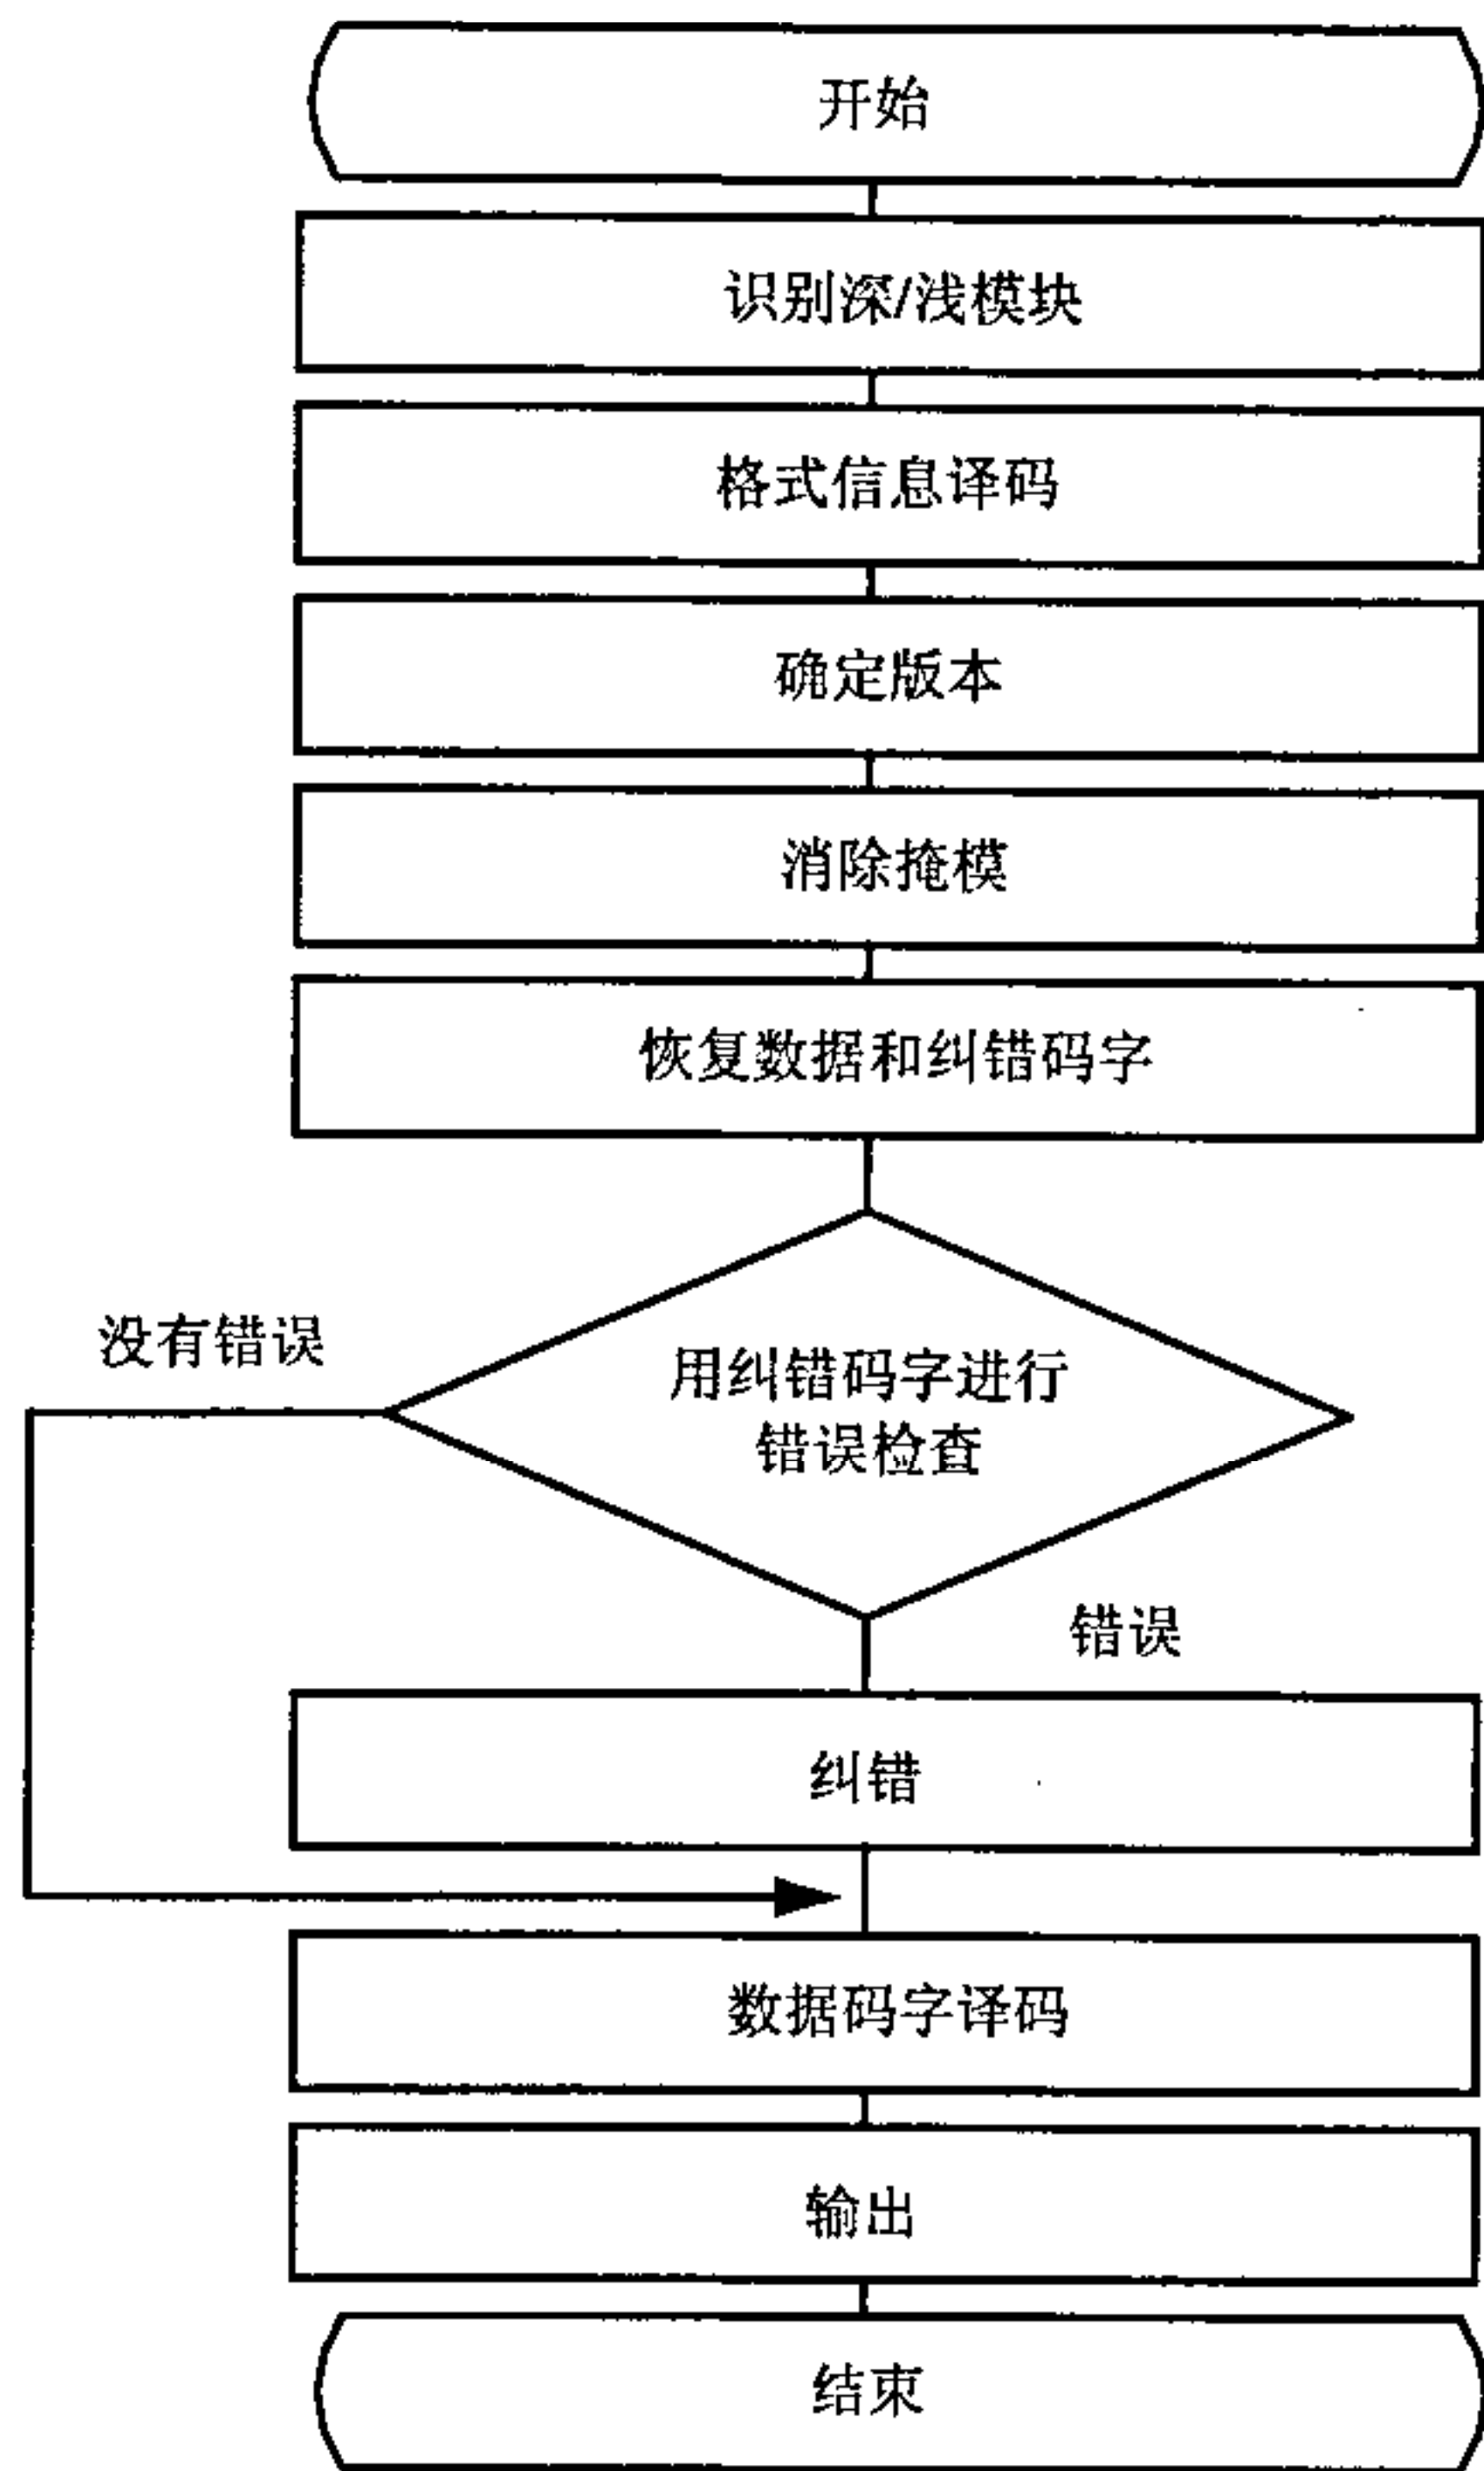 开始
识别深/浅模块
格式信息译码
确定版本
消除掩模
恢复数据和纠错码字
没有错误
用纠错码字进行
错误检查
错误
纠错
数据码字译码
输出
结束